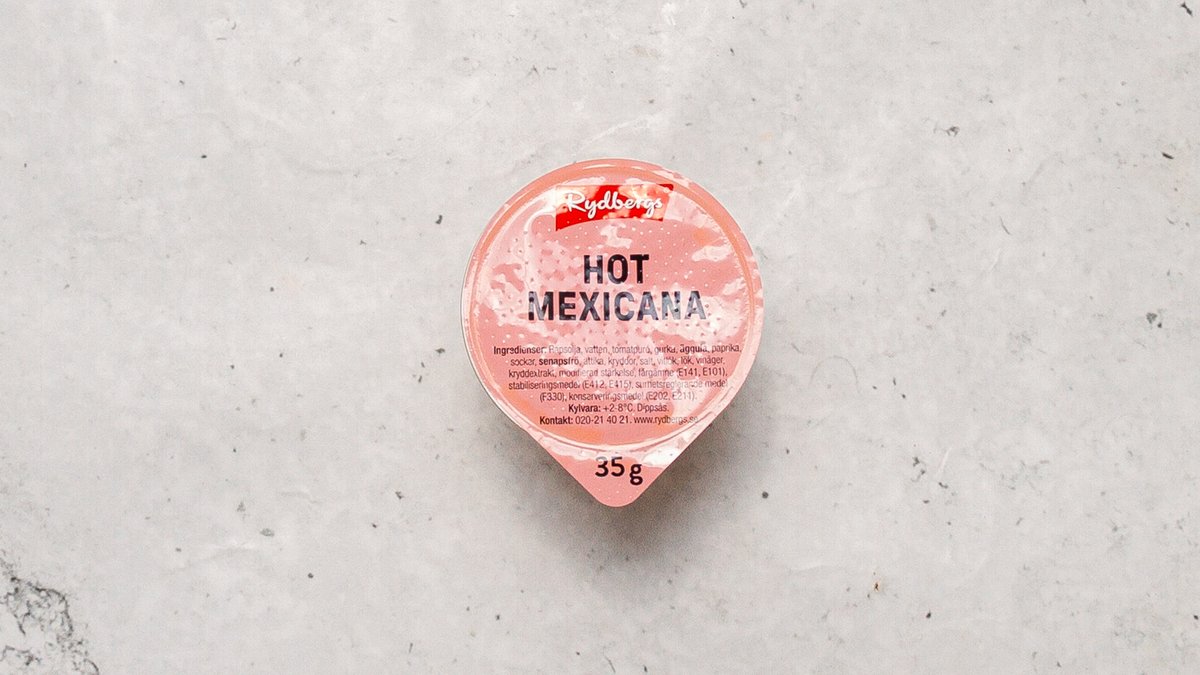 Rydbergs
HOT
MEXICANA
Ingredienser: Rapsolja, vatten, tomatpuré, gurka, äggula, paprika,
socker, senapsfrö, ättika, kryddor, salt, vitlök, lök, vinäger,
kryddextrakt, modifierad stärkelse, färgämne (E141, E101),
stabiliseringsmedel (E412, E415), surhetsreglerande medel
(E330), konserveringsmedel (E202, E211).
Kylvara: +2-8°C. Dippsås.
Kontakt: 020-21 40 21. www.rydbergs.se
35 g